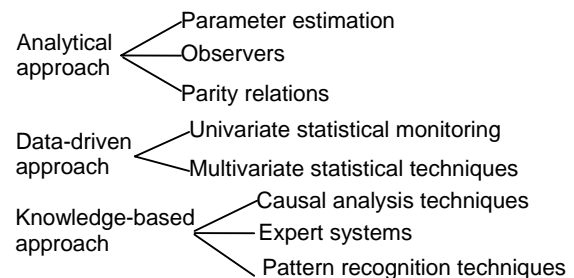 Analytical
approach
Parameter estimation
Observers
Parity relations
Data-driven
approach
Univariate statistical monitoring
Multivariate statistical techniques
Knowledge-based
approach
Causal analysis techniques
Expert systems
Pattern recognition techniques